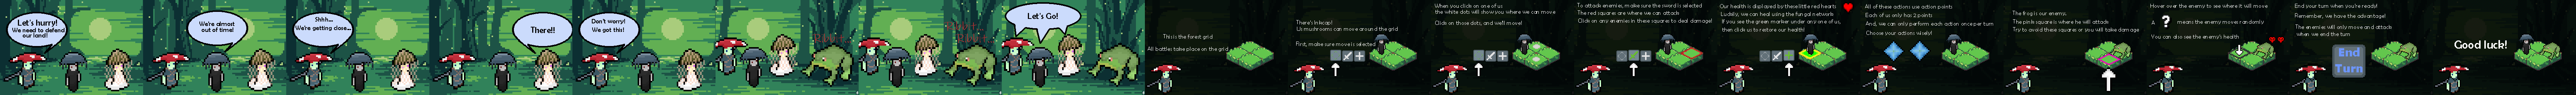 Let's hurry!
We need to defend
our land!
We're almost
out of time!
Shhh...
We're getting close...
There!!
Don't worry!
We got this!
Let's Go!
This is the forest grid
All battles take place on the grid
There's Inkcap!
Us mushrooms can move around the grid
First, make sure move is selected
When you click on one of us
the white dots will show you where we can move
Click on those dots, and we'll move!
To attack enemies, make sure the sword is selected
The red squares are where we can attack
Click on any enemies in these squares to deal damage!
Our health is displayed by these little red hearts
Luckily, we can heal using the fungal network
If you see the green marker under any one of us,
then click us to restore our health!
All of these actions use action points
Each of us only has 2 points
And, we can only perform each action once per turn
Choose your actions wisely!
The frog is our enemy.
The pink square is where he will attack
Try to avoid these squares or you will take damage
Hover over the enemy to see where it will move
A ? means the enemy moves randomly
You can also see the enemy's health
End your turn when you're ready!
Remember, we have the advantage!
The enemies will only move and attack
when we end the turn
End
Turn
Good luck!